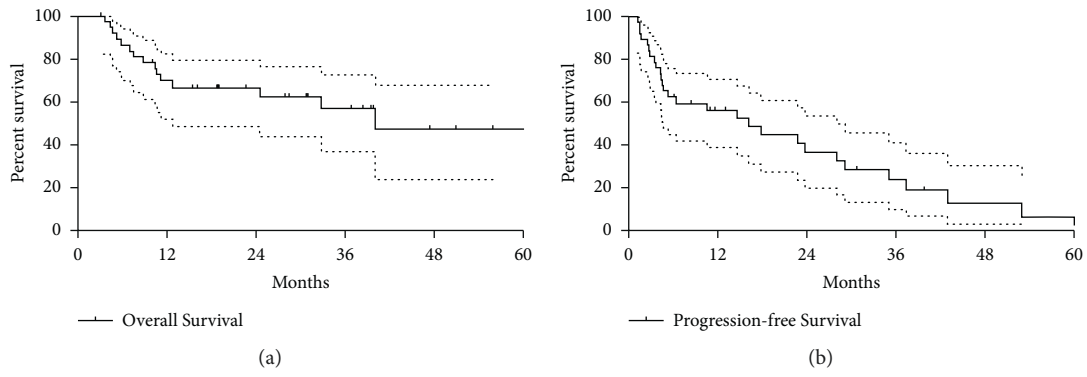 100
80
60
40
20
0
Percent survival
0 12 24 36 48 60
Months
Overall Survival
(a)
100
80
60
40
20
0
Percent survival
0 12 24 36 48 60
Months
Progression-free Survival
(b)